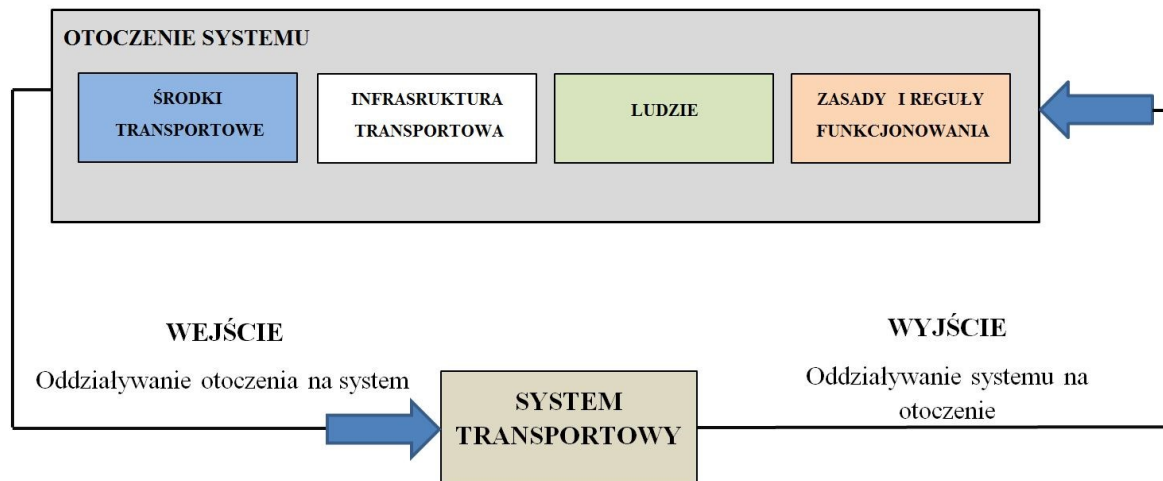 OTOCZENIE SYSTEMU
ŚRODKI
TRANSPORTOWE
INFRASRUKTURA
TRANSPORTOWA
LUDZIE
ZASADY I REGUŁY
FUNKCJONOWANIA
WEJŚCIE
Oddziaływanie otoczenia na system
SYSTEM
TRANSPORTOWY
WYJŚCIE
Oddziaływanie systemu na
otoczenie